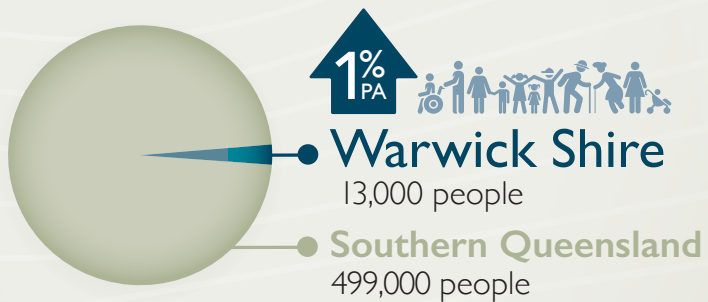 1%
PA
Warwick Shire
13,000 people
Southern Queensland
499,000 people